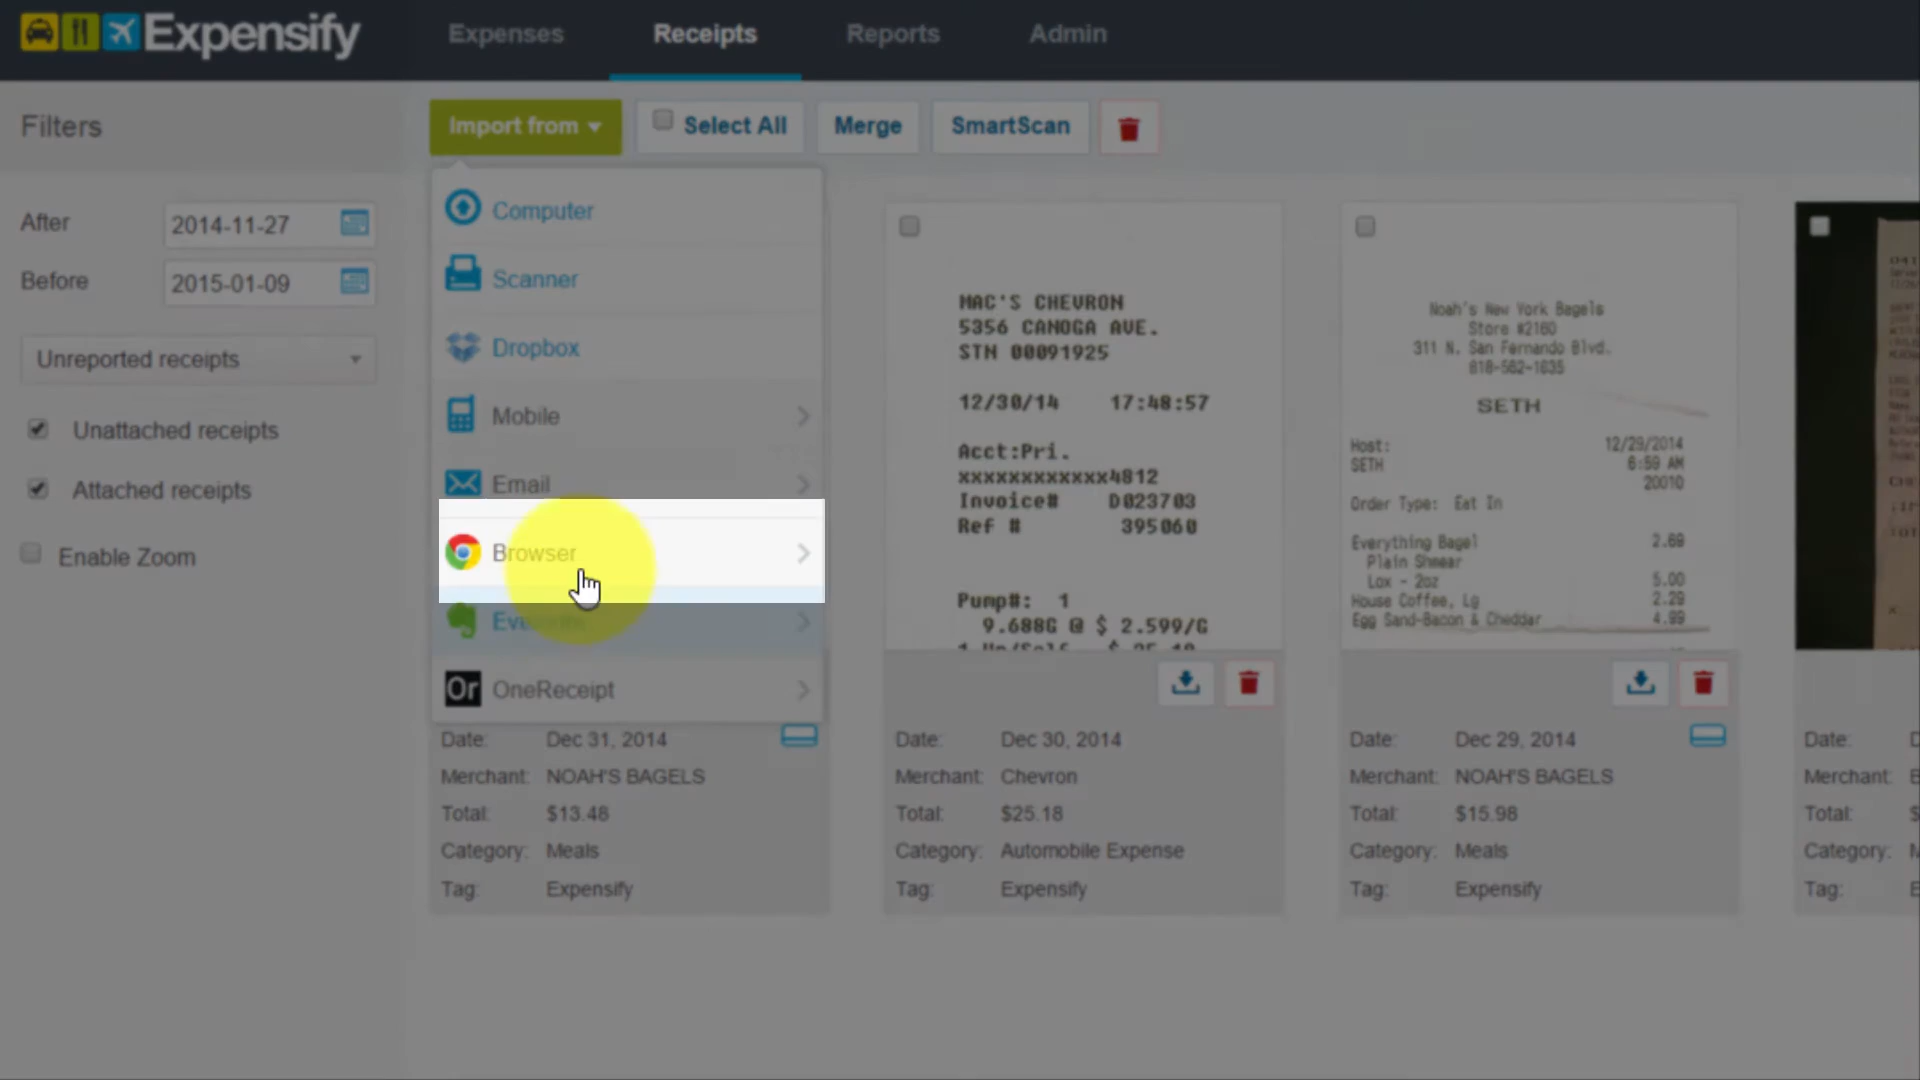 Expensify
Expenses
Receipts
Reports
Admin
Filters
Import from
Select All
Merge
SmartScan
After
2014-11-27
Before
2015-01-09
Unreported receipts
Unattached receipts
Attached receipts
Enable Zoom
Computer
Scanner
Dropbox
Mobile
Email
Browser
Evernote
Or OneReceipt
Date: Dec 31, 2014
Merchant: NOAH'S BAGELS
Total: $13.48
Category: Meals
Tag: Expensify
MAC'S CHEVRON
5356 CANOGA AVE.
STN 00091925
12/30/14 17:48:57
Acct:Pri.
xxxxxxxxxxxx4812
Invoice# D023703
Ref # 395060
Pump#: 1
9.688G @ $ 2.599/G
Date: Dec 30, 2014
Merchant: Chevron
Total: $25.18
Category: Automobile Expense
Tag: Expensify
Noah's New York Bagels
Store #2160
311 N. San Fernando Blvd.
818-562-1635
SETH
Host: 12/29/2014
SETH 6:59 AM
20010
Order Type: Eat In
Everything Bagel 2.69
Plain Shmear
Lox - 2oz 5.00
House Coffee, Lg 2.29
Egg Sand-Bacon & Cheddar 4.99
Date: Dec 29, 2014
Merchant: NOAH'S BAGELS
Total: $15.98
Category: Meals
Tag: Expensify
Date:
Merchant:
Total:
Category:
Tag: